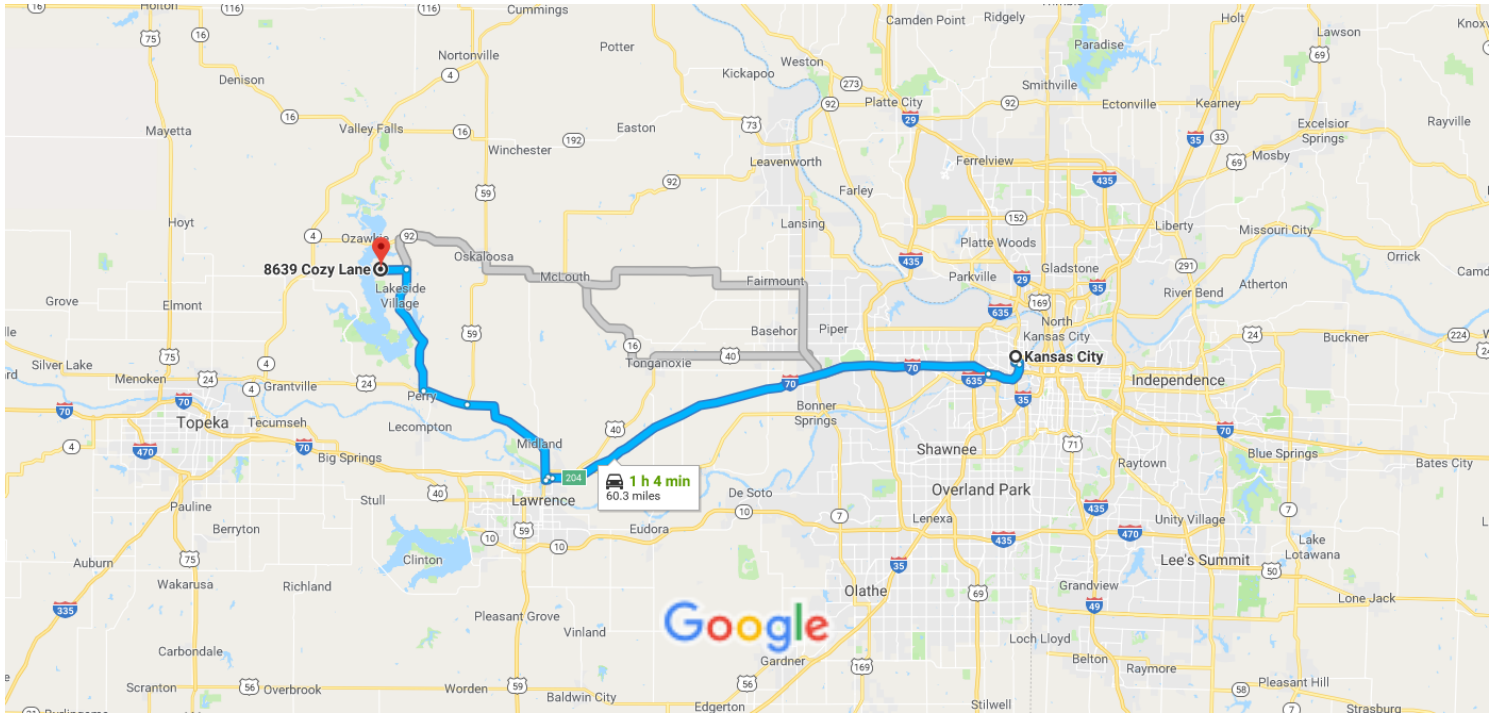 16
Holton
116
Cummings
Camden Point
Ridgely
Trimble
Holt
Lawson
Knox
75
16
Nortonville
Potter
Weston
Paradise
Denison
4
Kickapoo
273
Platte City
92
Smithville
Ectonville
Kearney
92
29
92
Excelsior
Springs
Rayville
Mayetta
16
Valley Falls
16
Easton
73
35
33
69
Mosby
192
Winchester
Leavenworth
Ferrelview
59
92
Farley
435
Hoyt
Lansing
152
Liberty
4
Ozawkie
92
Platte Woods
Missouri City
Oskaloosa
435
8639 Cozy Lane
McLouth
Fairmount
Parkville
29
Gladstone
291
Orrick
Camd
Lakeside
Village
35
River Bend
Atherton
Grove
Elmont
169
635
4
59
Basehor
Piper
North
Kansas City
24
Buckner
224
24
16
40
Kansas City
Silver Lake
75
Tonganoxie
70
Menoken
24
Grantville
24
70
635
Independence
70
Perry
35
Topeka
Tecumseh
Lecompton
Bonner
Springs
70
40
71
4
70
Midland
Shawnee
Blue Springs
470
Big Springs
Raytown
Bates City
204
1 h 4 min
60.3 miles
40
Stull
Lawrence
De Soto
Overland Park
Pauline
10
7
435
Berryton
59
Eudora
Lenexa
Unity Village
10
10
435
470
Lake
Lotawana
Auburn
75
Clinton
Lee's Summit
Wakarusa
Richland
35
50
Olathe
69
Grandview
335
49
Lone Jack
Pleasant Grove
Google
Vinland
Loch Lloyd
Carbondale
7
Gardner
169
Belton
Raymore
Scranton
56
Overbrook
Worden
59
56
58
Pleasant Hill
Baldwin City
Edgerton
Stilwell
7
Strasburg